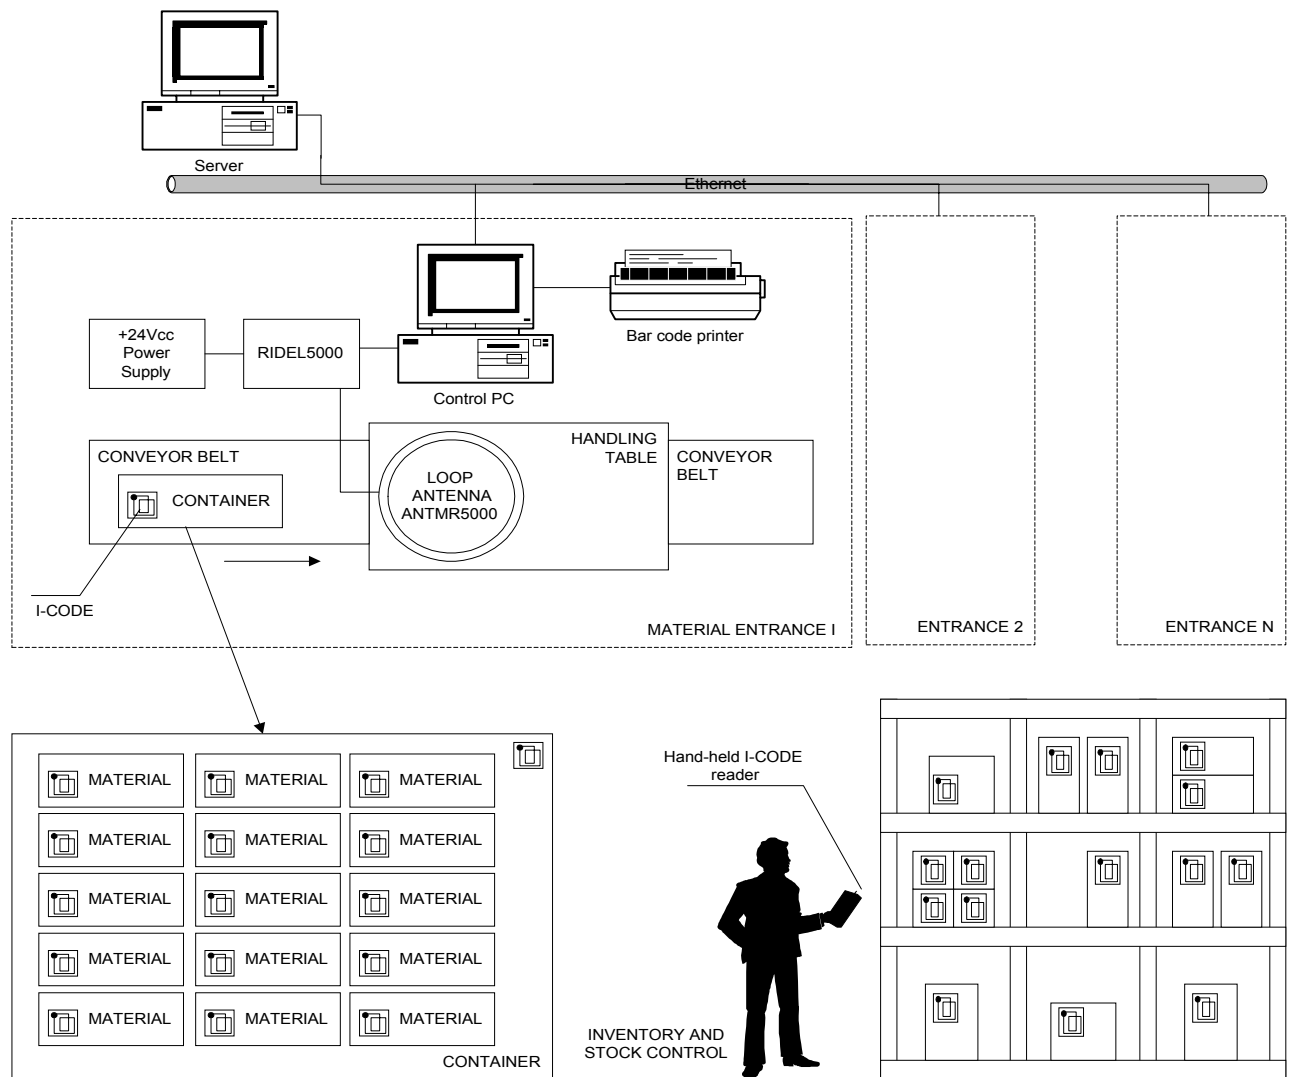 Server
Ethernet
+24Vcc
Power
Supply
RIDEL5000
Control PC
Bar code printer
CONVEYOR BELT
CONTAINER
LOOP
ANTENNA
ANTMR5000
HANDLING
TABLE
CONVEYOR
BELT
I-CODE
MATERIAL ENTRANCE I
ENTRANCE 2
ENTRANCE N
MATERIAL MATERIAL MATERIAL
MATERIAL MATERIAL MATERIAL
MATERIAL MATERIAL MATERIAL
MATERIAL MATERIAL MATERIAL
MATERIAL MATERIAL MATERIAL
CONTAINER
Hand-held I-CODE
reader
INVENTORY AND
STOCK CONTROL